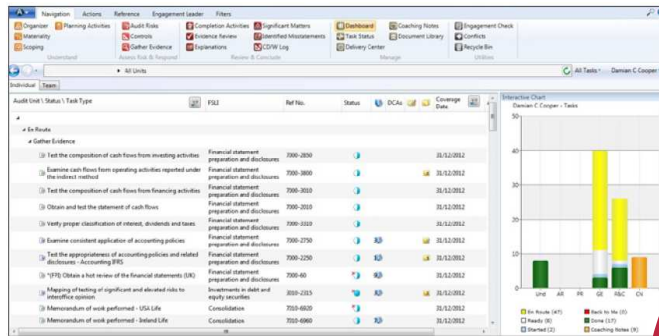 Navigation Actions Reference Engagement Leader Filters
Organizer Planning Activities Audit Risks Completion Activities Significant Matters Dashboard Coaching Notes Engagement Check
Materiality Controls Evidence Review Identified Misstatements Task Status Document Library Conflicts
Scoping Gather Evidence Explanations CD/W Log Delivery Center Recycle Bin
Understand Assess Risk & Respond Review & Conclude Manage Utilities
All Units All Tasks Damian C Cooper
Individual Team
Audit Unit \ Status \ Task Type FSLI Ref No. Status DCAs Coverage Date
En Route
Gather Evidence
Test the composition of cash flows from investing activities Financial statement preparation and disclosures 7000-2850 31/12/2012
Examine cash flows from operating activities reported under the indirect method Financial statement preparation and disclosures 7000-3800 31/12/2012
Test the composition of cash flows from financing activities Financial statement preparation and disclosures 7000-3010 31/12/2012
Obtain and test the statement of cash flows Financial statement preparation and disclosures 7000-2010 31/12/2012
Verify proper classification of interest, dividends and taxes Financial statement preparation and disclosures 7000-3310 31/12/2012
Examine consistent application of accounting policies Financial statement preparation and disclosures 7000-2750 3 31/12/2012
Test the appropriateness of accounting policies and related disclosures - Accounting IFRS Financial statement preparation and disclosures 7000-2250 1 31/12/2012
*(FPI) Obtain a hot review of the financial statements (UK) Financial statement preparation and disclosures 7000-60 31/12/2012
Mapping of testing of significant and elevated risks to interoffice opinion Investments in debt and equity securities 3010-2315 31/12/2012
Memorandum of work performed - USA Life Consolidation 7010-6920 31/12/2012
Memorandum of work performed - Ireland Life Consolidation 7010-6960 31/12/2012
Interactive Chart
Damian C Cooper - Tasks
50
40
30
20
10
0
Und AR PR GE R&C CN
En Route (47) Back to Me (0)
Ready (8) Done (17)
Started (2) Coaching Notes (9)